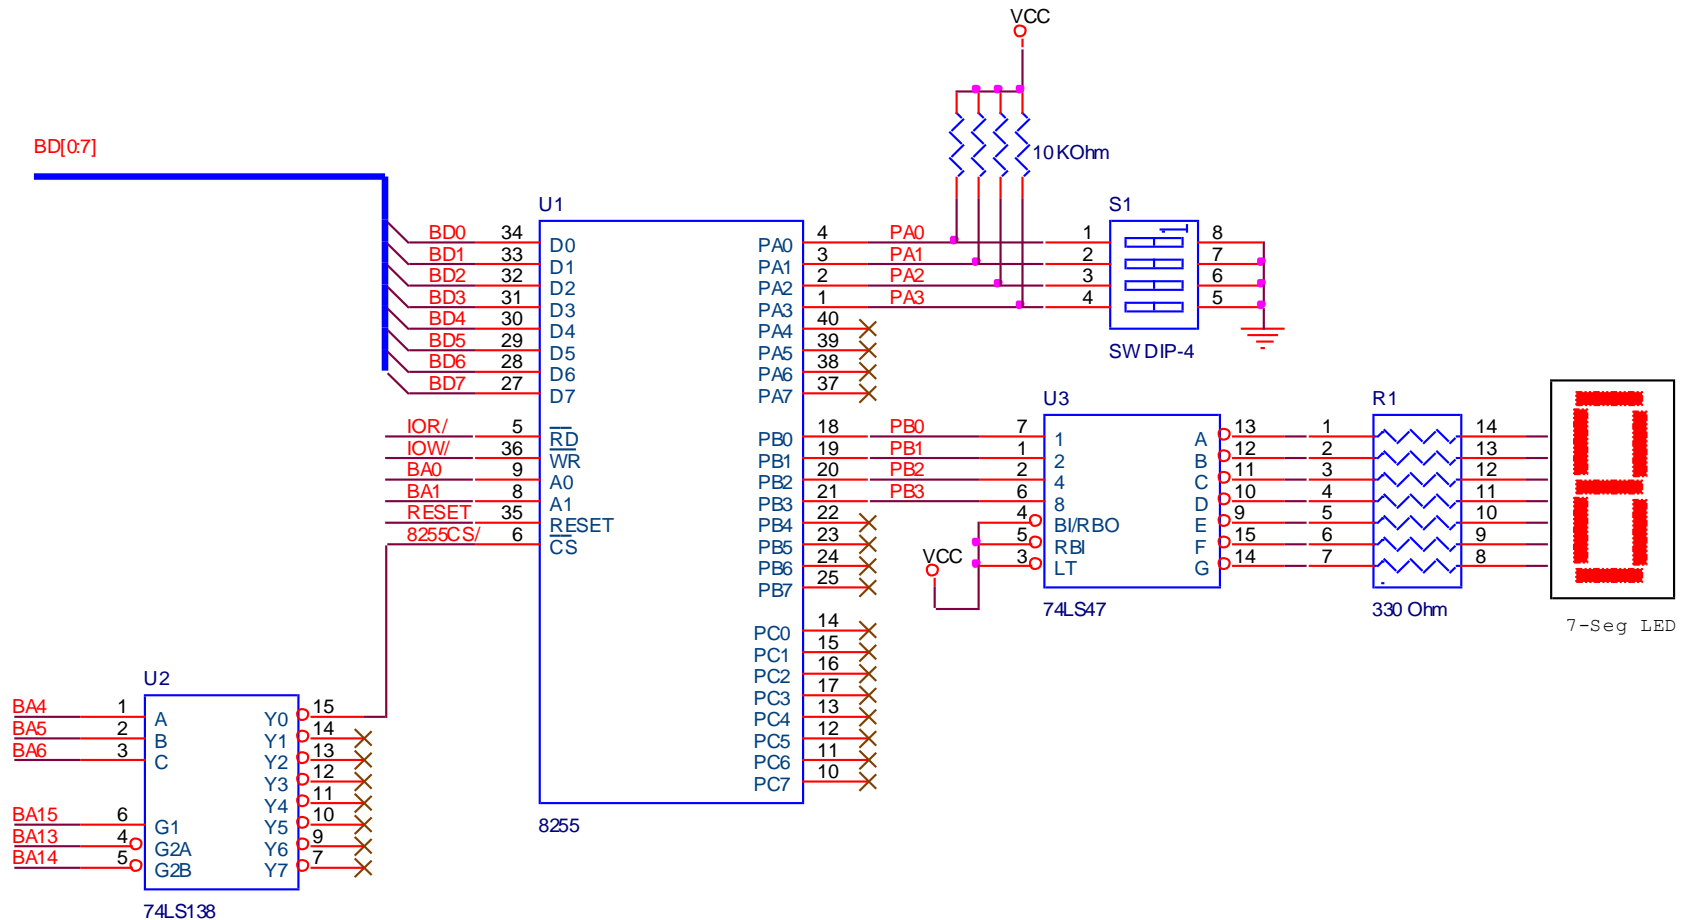 VCC
10 KOhm
BD[0:7]
U1
S1
BD0 34 D0
BD1 33 D1
BD2 32 D2
BD3 31 D3
BD4 30 D4
BD5 29 D5
BD6 28 D6
BD7 27 D7
IOR/ 5 RD
IOW/ 36 WR
BA0 9 A0
BA1 8 A1
RESET 35 RESET
8255CS/ 6 CS
PA0 4 PA0 1 8
PA1 3 PA1 2 7
PA2 2 PA2 3 6
PA3 1 PA3 4 5
PA4 40
PA5 39
PA6 38
PA7 37
1
SW DIP-4
PB0 18 PB0
PB1 19 PB1
PB2 20 PB2
PB3 21 PB3
PB4 22
PB5 23
PB6 24
PB7 25
PC0 14
PC1 15
PC2 16
PC3 17
PC4 13
PC5 12
PC6 11
PC7 10
8255
U3
R1
7 1 A 13 1 14
1 2 B 12 2 13
2 4 C 11 3 12
6 8 D 10 4 11
4 BI/RBO E 9 5 10
5 RBI F 15 6 9
3 LT G 14 7 8
VCC
74LS47
330 Ohm
7-Seg LED
U2
BA4 1 A Y0 15
BA5 2 B Y1 14
BA6 3 C Y2 13
Y3 12
Y4 11
BA15 6 G1 Y5 10
BA13 4 G2A Y6 9
BA14 5 G2B Y7 7
74LS138